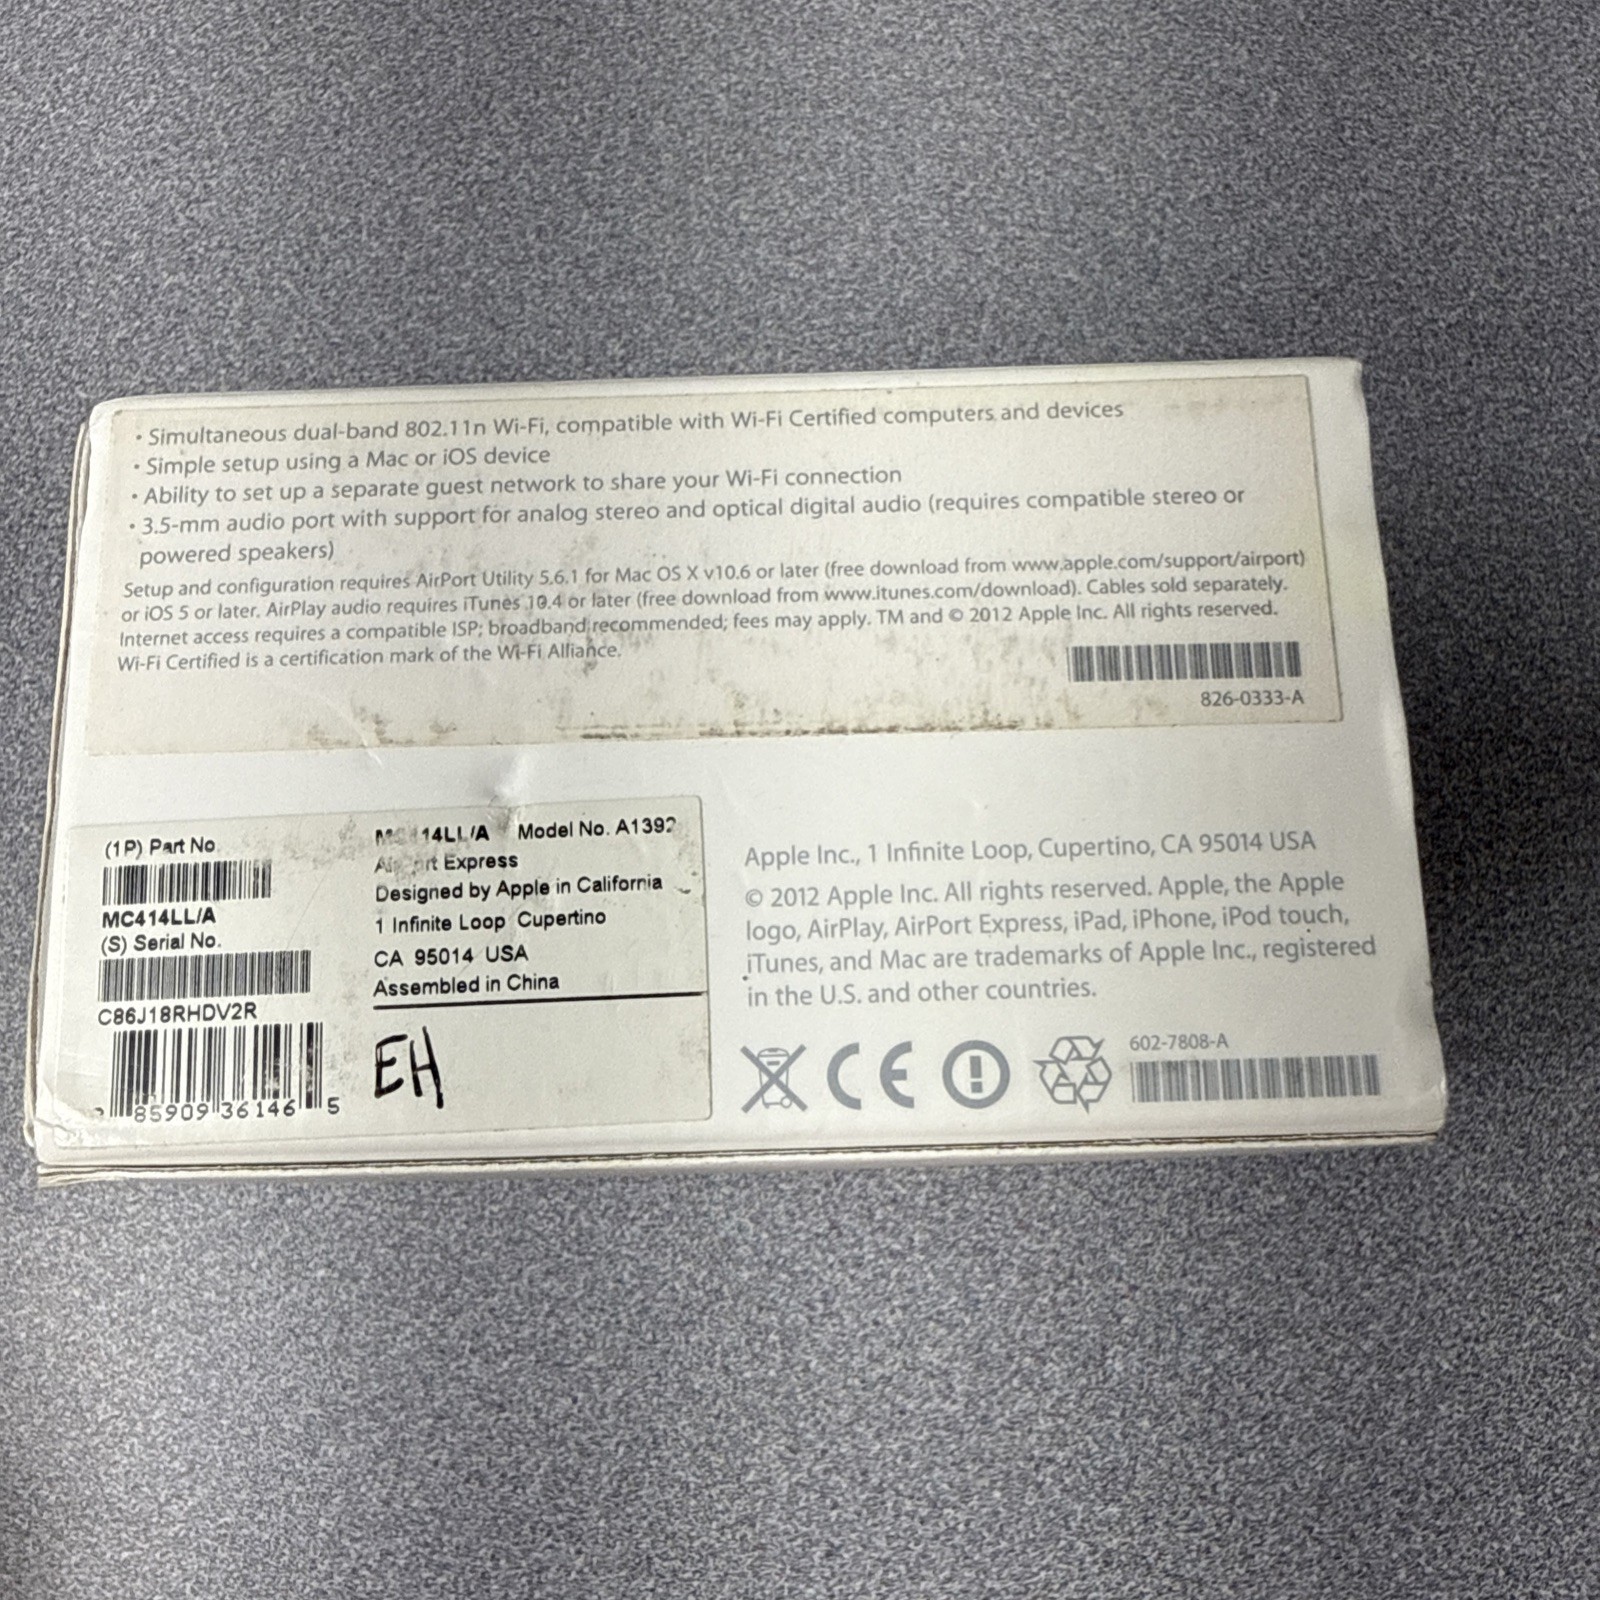 • Simultaneous dual-band 802.11n Wi-Fi, compatible with Wi-Fi Certified computers and devices
• Simple setup using a Mac or iOS device
• Ability to set up a separate guest network to share your Wi-Fi connection
• 3.5-mm audio port with support for analog stereo and optical digital audio (requires compatible stereo or
powered speakers)
Setup and configuration requires AirPort Utility 5.6.1 for Mac OS X v10.6 or later (free download from www.apple.com/support/airport)
or iOS 5 or later. AirPlay audio requires iTunes 10.4 or later (free download from www.itunes.com/download). Cables sold separately.
Internet access requires a compatible ISP; broadband recommended; fees may apply. TM and © 2012 Apple Inc. All rights reserved.
Wi-Fi Certified is a certification mark of the Wi-Fi Alliance.
826-0333-A
(1P) Part No
MC414LL/A
(S) Serial No.
C86J18RHDV2R
85909 36146 5
MC414LL/A Model No. A1392
AirPort Express
Designed by Apple in California
1 Infinite Loop Cupertino
CA 95014 USA
Assembled in China
EH
Apple Inc., 1 Infinite Loop, Cupertino, CA 95014 USA
© 2012 Apple Inc. All rights reserved. Apple, the Apple
logo, AirPlay, AirPort Express, iPad, iPhone, iPod touch,
iTunes, and Mac are trademarks of Apple Inc., registered
in the U.S. and other countries.
CE
602-7808-A